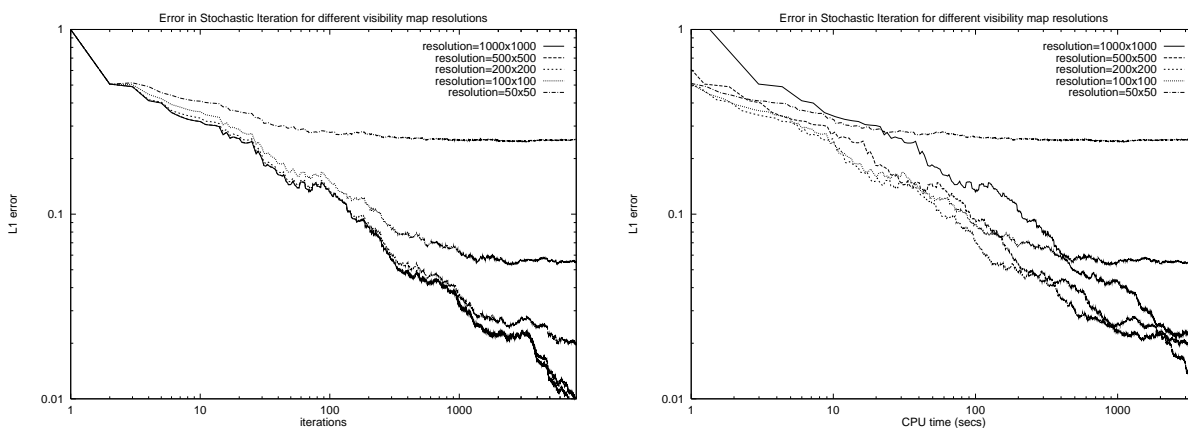 Error in Stochastic Iteration for different visibility map resolutions
resolution=1000x1000
resolution=500x500
resolution=200x200
resolution=100x100
resolution=50x50
1
0.1
0.01
L1 error
1 10 100 1000
iterations
Error in Stochastic Iteration for different visibility map resolutions
resolution=1000x1000
resolution=500x500
resolution=200x200
resolution=100x100
resolution=50x50
1
0.1
0.01
L1 error
1 10 100 1000
CPU time (secs)